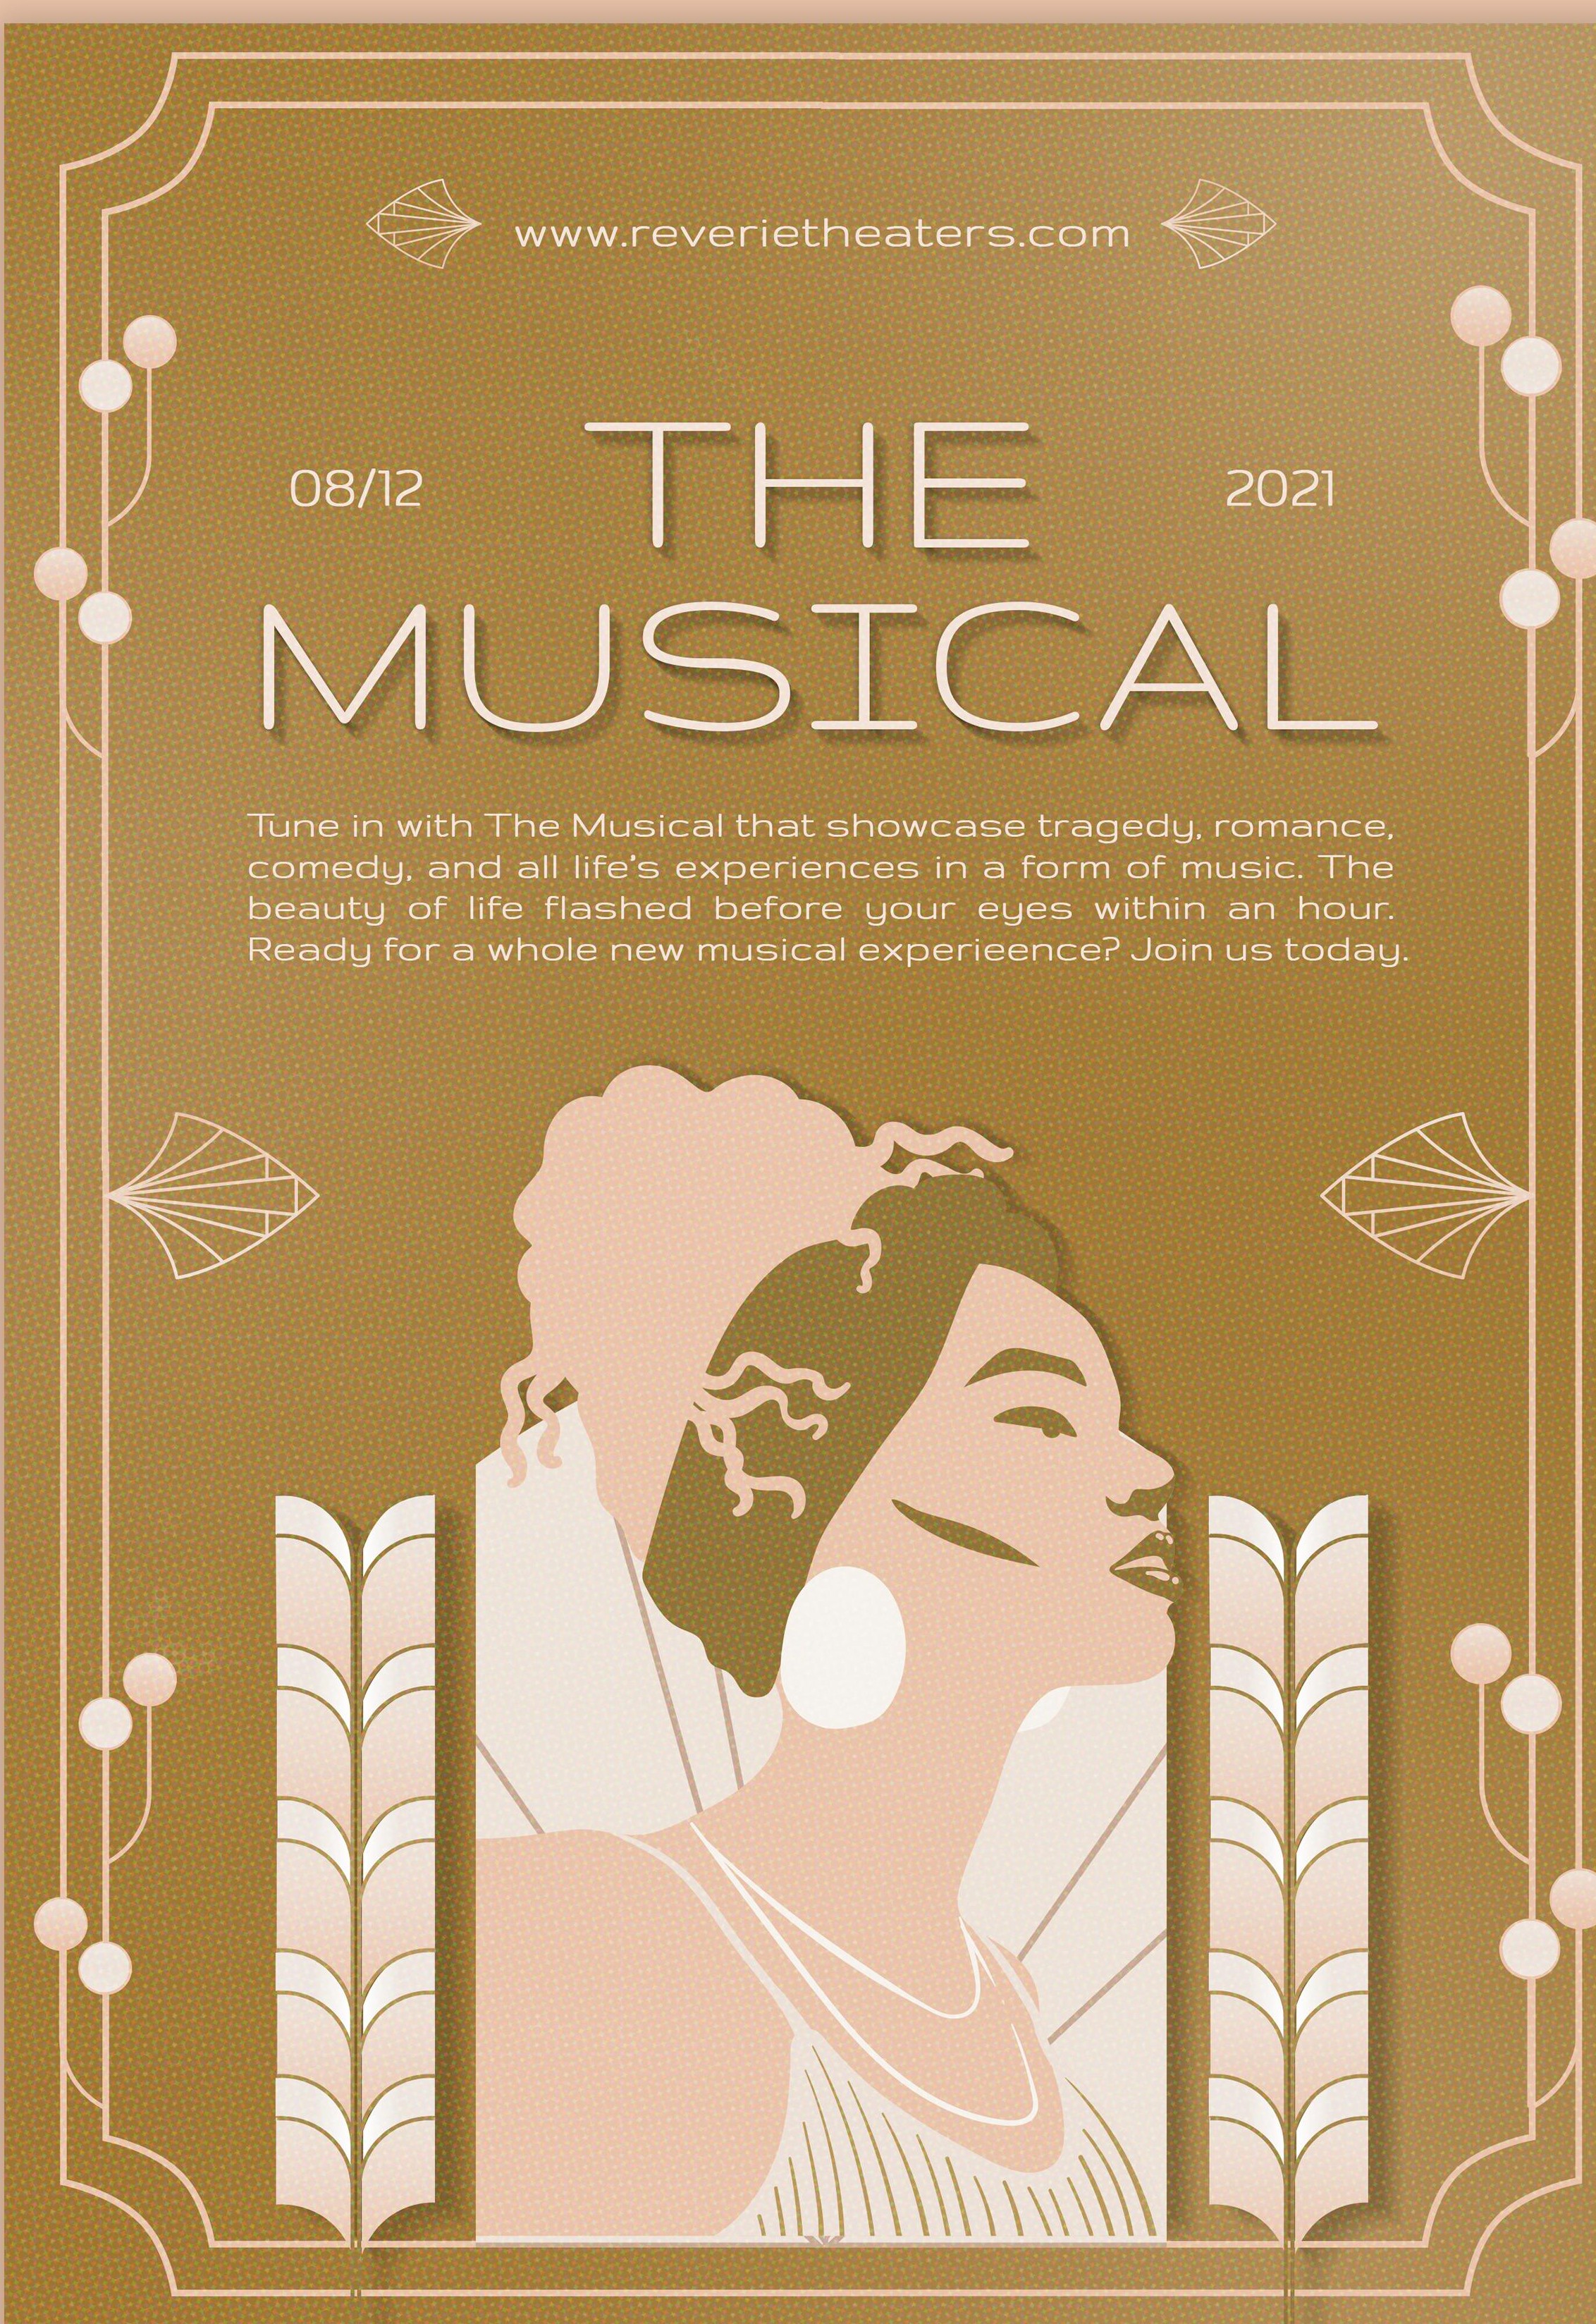 www.reverietheaters.com
THE
08/12
2021
MUSICAL
Tune in with The Musical that showcase tragedy, romance,
comedy, and all life's experiences in a form of music. The
beauty of life flashed before your eyes within an hour.
Ready for a whole new musical experieence? Join us today.